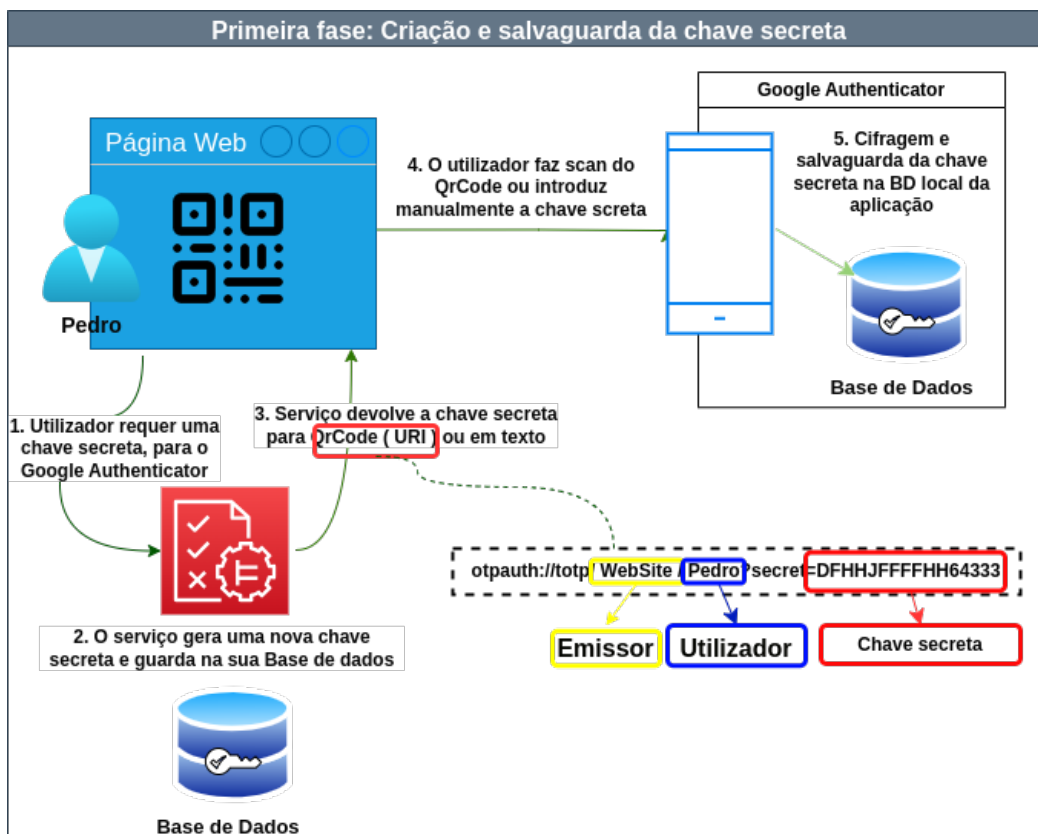 Primeira fase: Criação e salvaguarda da chave secreta
Google Authenticator
Página Web
4. O utilizador faz scan do
QrCode ou introduz
manualmente a chave screta
5. Cifragem e
salvaguarda da chave
secreta na BD local da
aplicação
Pedro
Base de Dados
1. Utilizador requer uma
chave secreta, para o
Google Authenticator
3. Serviço devolve a chave secreta
para QrCode ( URI ) ou em texto
otpauth://totp/ WebSite / Pedro?secret=DFHHJFFFFHH64333
Emissor
Utilizador
Chave secreta
2. O serviço gera uma nova chave
secreta e guarda na sua Base de dados
Base de Dados